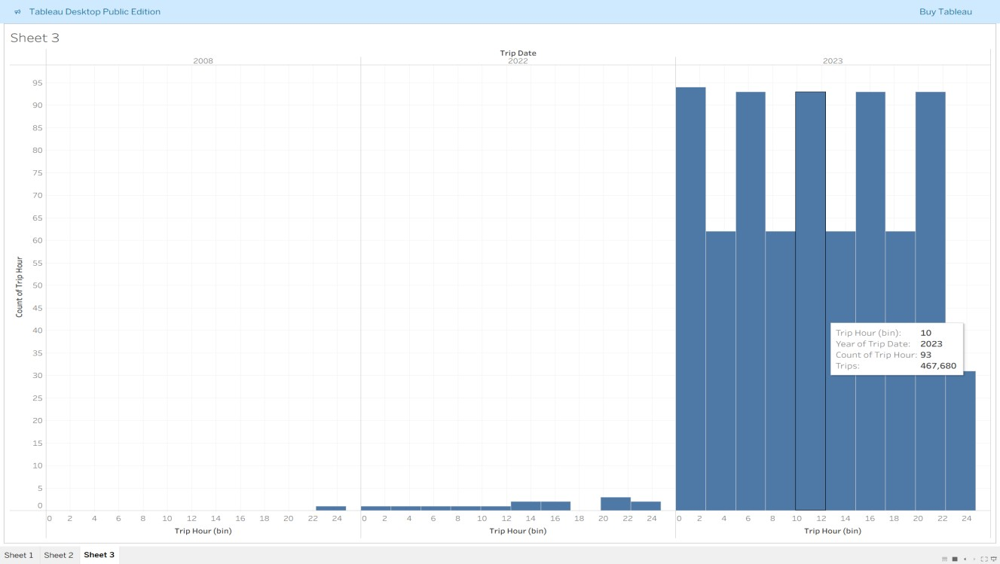 Tableau Desktop Public Edition Buy Tableau
Sheet 3
Trip Date
2008 2022 2023
95
90
85
80
75
70
65
60
55
50
45
40
35
30
25
20
15
10
5
0
Count of Trip Hour
Trip Hour (bin): 10
Year of Trip Date: 2023
Count of Trip Hour: 93
Trips: 467,680
0 2 4 6 8 10 12 14 16 18 20 22 24 0 2 4 6 8 10 12 14 16 18 20 22 24 0 2 4 6 8 10 12 14 16 18 20 22 24
Trip Hour (bin) Trip Hour (bin) Trip Hour (bin)
Sheet 1 Sheet 2 Sheet 3